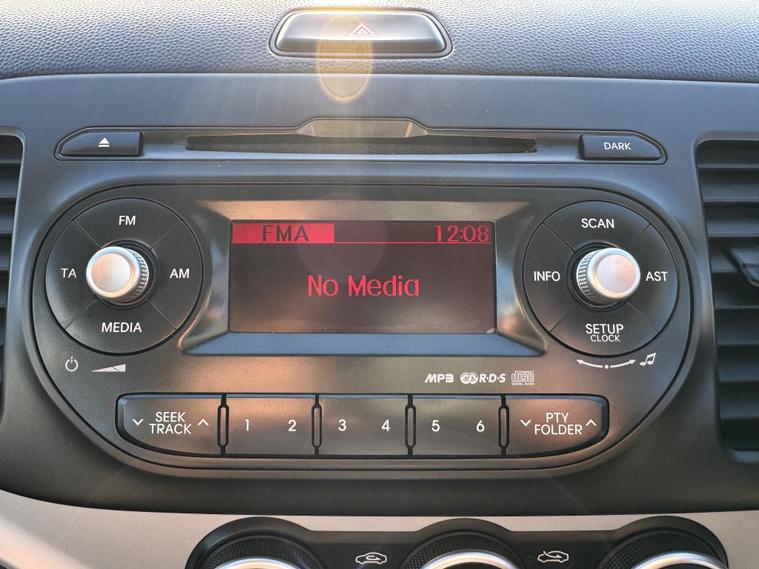 DARK
FM
SCAN
FMA 12:08
TA
AM
No Media
INFO
AST
MEDIA
SETUP
CLOCK
MP3 R·D·S
SEEK
TRACK
1 2
3 4
5 6
PTY
FOLDER